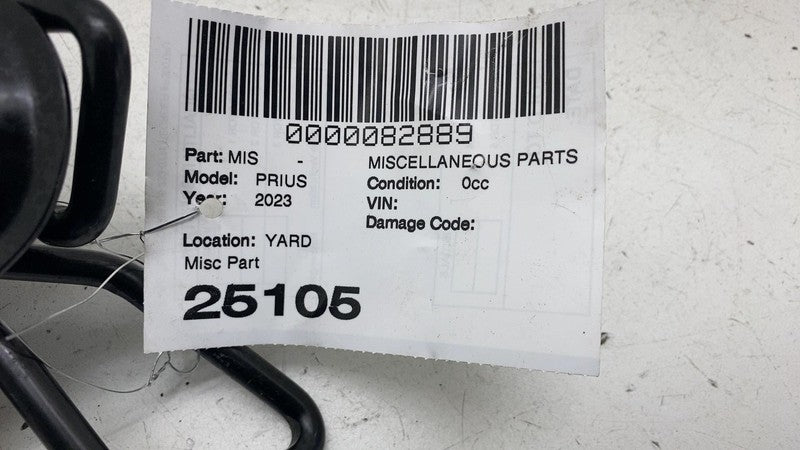 0000082889
Part: MIS - MISCELLANEOUS PARTS
Model: PRIUS Condition: 0cc
Year: 2023 VIN:
Damage Code:
Location: YARD
Misc Part
25105